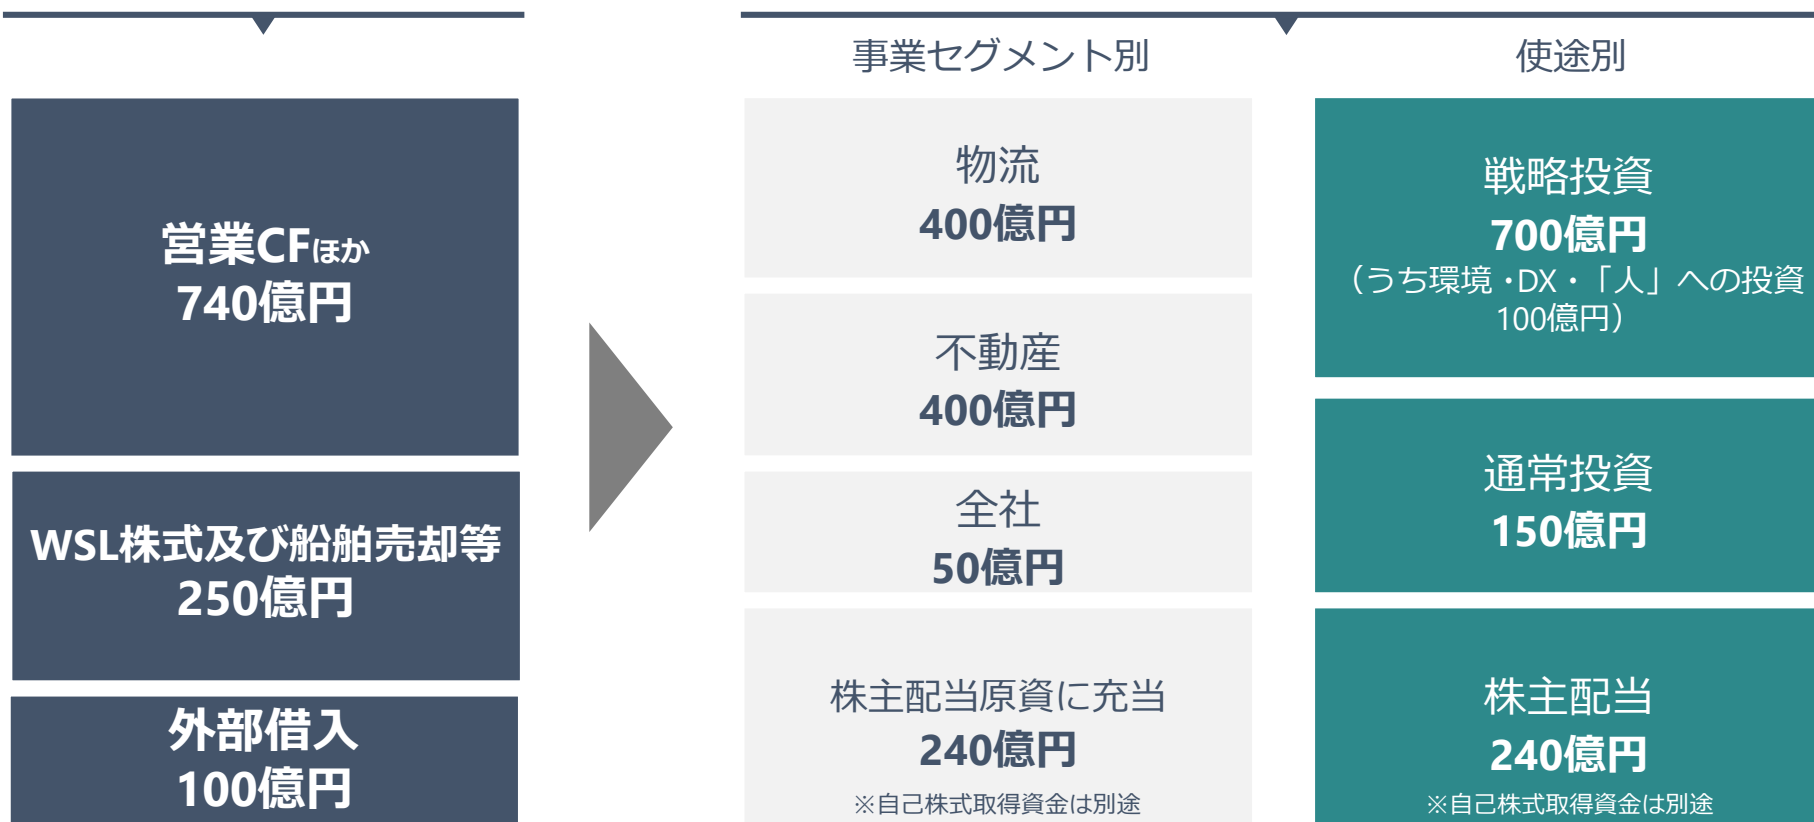 営業CFほか
740億円
WSL株式及び船舶売却等
250億円
外部借入
100億円
事業セグメント別
物流
400億円
不動産
400億円
全社
50億円
株主配当原資に充当
240億円
※自己株式取得資金は別途
使途別
戦略投資
700億円
（うち環境・DX・「人」への投資
100億円）
通常投資
150億円
株主配当
240億円
※自己株式取得資金は別途